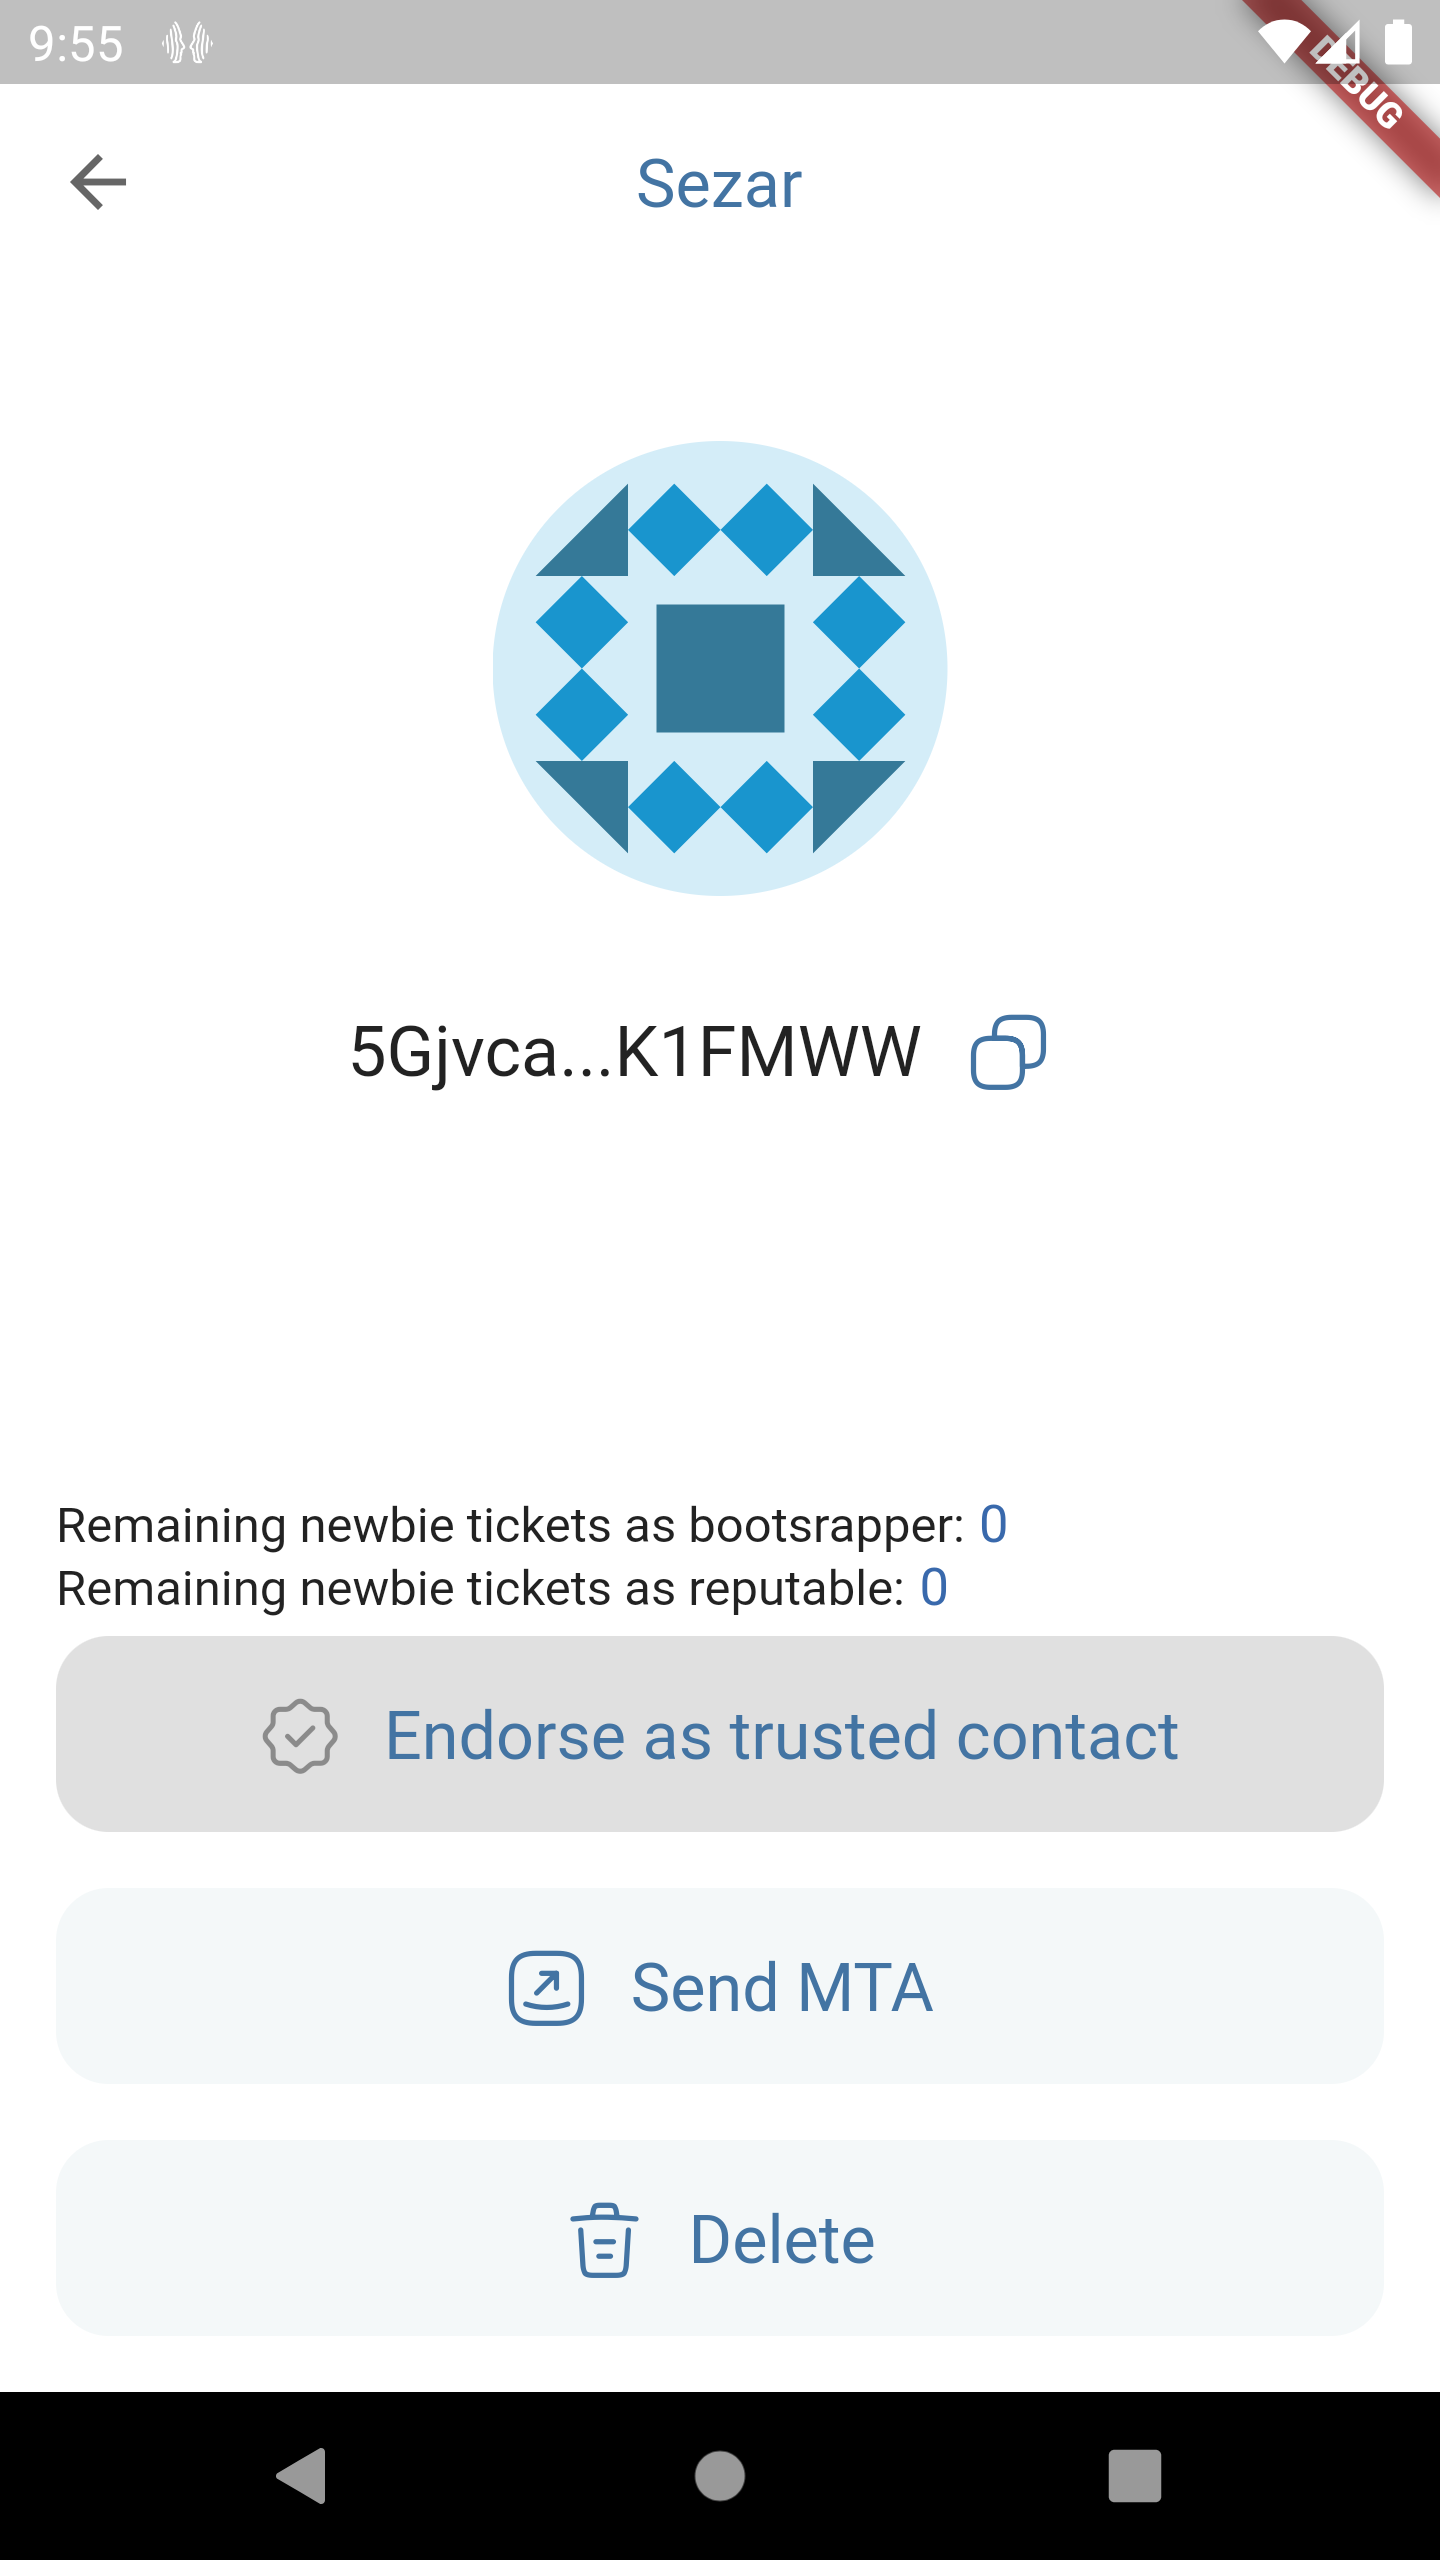 9:55
DEBUG
Sezar
5Gjvca...K1FMWW
Remaining newbie tickets as bootsrapper: 0
Remaining newbie tickets as reputable: 0
Endorse as trusted contact
Send MTA
Delete